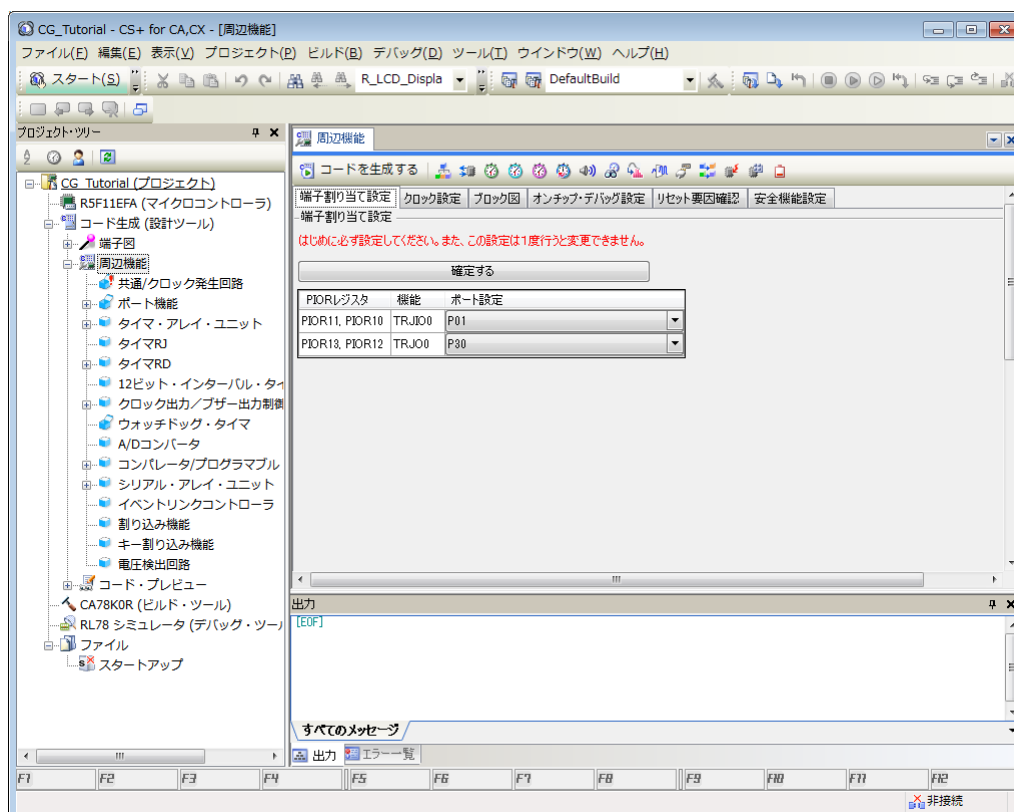 CG_Tutorial - CS+ for CA,CX - [周辺機能]
ファイル(F) 編集(E) 表示(V) プロジェクト(P) ビルド(B) デバッグ(D) ツール(T) ウインドウ(W) ヘルプ(H)
スタート(S) R_LCD_Displa DefaultBuild
プロジェクト・ツリー
CG_Tutorial (プロジェクト)
R5F11EFA (マイクロコントローラ)
コード生成 (設計ツール)
端子図
周辺機能
共通/クロック発生回路
ポート機能
タイマ・アレイ・ユニット
タイマRJ
タイマRD
12ビット・インターバル・タイ
クロック出力/ブザー出力制御
ウォッチドッグ・タイマ
A/Dコンバータ
コンパレータ/プログラマブル
シリアル・アレイ・ユニット
イベントリンクコントローラ
割り込み機能
キー割り込み機能
電圧検出回路
コード・プレビュー
CA78K0R (ビルド・ツール)
RL78 シミュレータ (デバッグ・ツー
ファイル
スタートアップ
周辺機能
コードを生成する
端子割り当て設定 クロック設定 ブロック図 オンチップ・デバッグ設定 リセット要因確認 安全機能設定
端子割り当て設定
はじめに必ず設定してください。また、この設定は1度行うと変更できません。
確定する
PIORレジスタ 機能 ポート設定
PIOR11, PIOR10 TRJIO0 P01
PIOR13, PIOR12 TRJO0 P30
出力
[EOF]
すべてのメッセージ
出力 エラー一覧
F1 F2 F3 F4 F5 F6 F7 F8 F9 F10 F11 F12
非接続